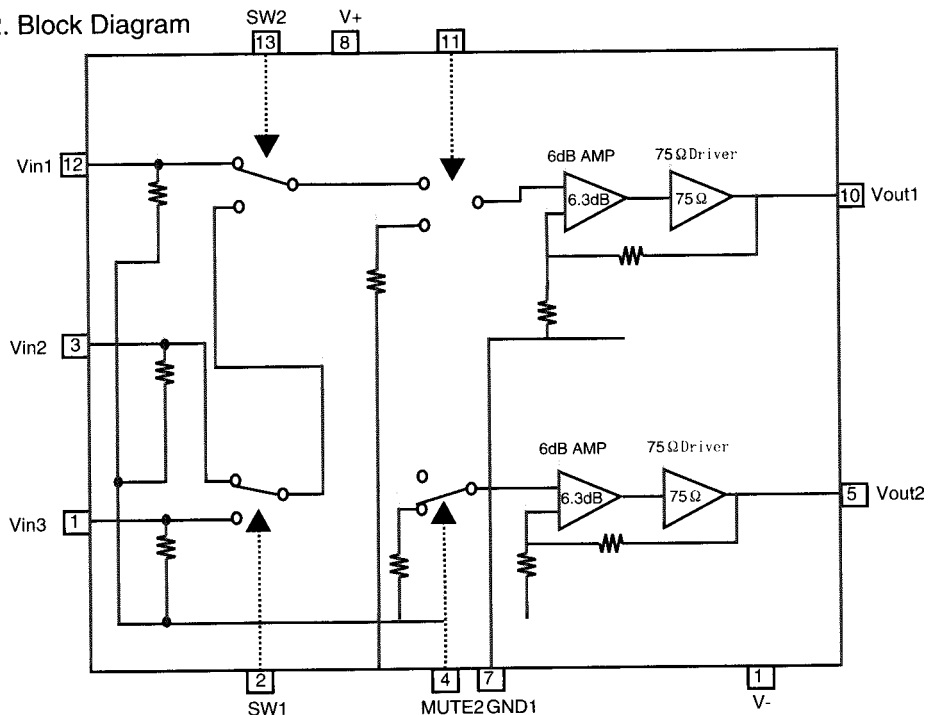 . Block Diagram
SW2
V+
13
8
11
Vin1
12
6dB AMP
75ΩDriver
6.3dB
75Ω
10
Vout1
Vin2
3
6dB AMP
75ΩDriver
6.3dB
75Ω
5
Vout2
Vin3
1
2
4
7
1
SW1
MUTE2
GND1
V-